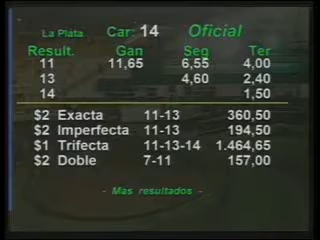 La Plata Car: 14 Oficial
Result. Gan Seg Ter
11 11,65 6,55 4,00
13 4,60 2,40
14 1,50
$2 Exacta 11-13 360,50
$2 Imperfecta 11-13 194,50
$1 Trifecta 11-13-14 1.464,65
$2 Doble 7-11 157,00
- Mas resultados -